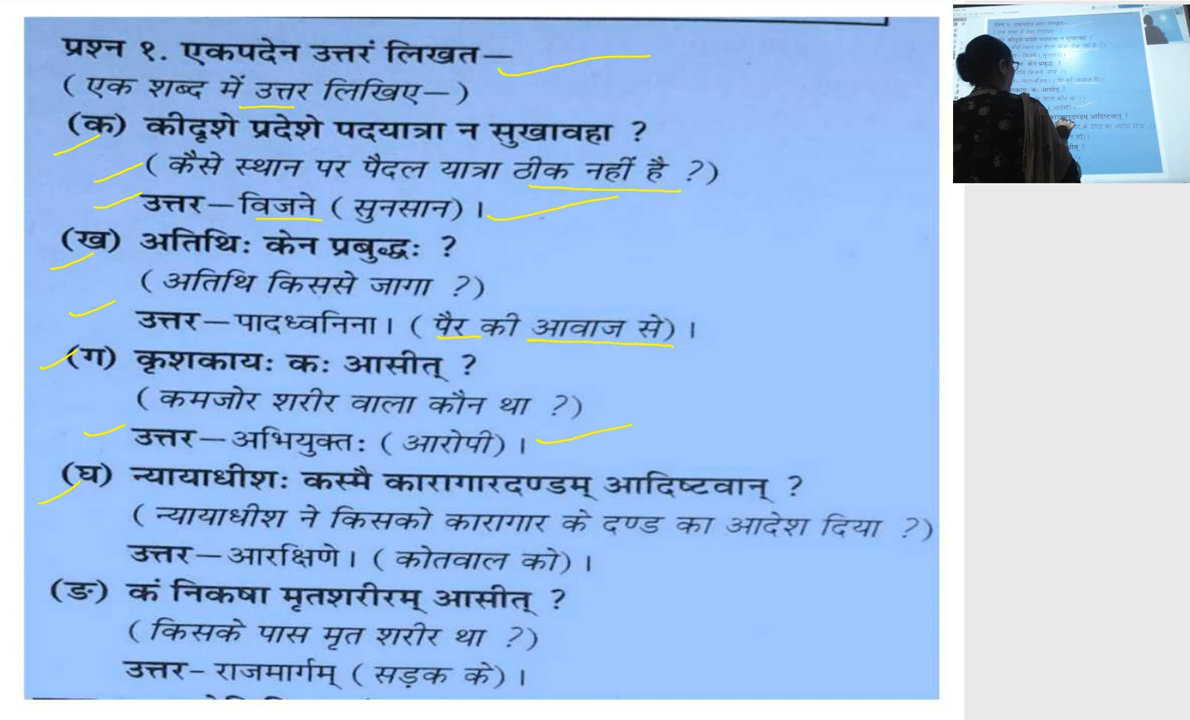 प्रश्न १. एकपदेन उत्तरं लिखत—
( एक शब्द में उत्तर लिखिए—)
(क) कीदृशे प्रदेशे पदयात्रा न सुखावहा ?
( कैसे स्थान पर पैदल यात्रा ठीक नहीं है ?)
उत्तर—विजने ( सुनसान) ।
(ख) अतिथिः केन प्रबुद्धः ?
( अतिथि किससे जागा ?)
उत्तर—पादध्वनिना। ( पैर की आवाज से) ।
(ग) कृशकायः कः आसीत् ?
( कमजोर शरीर वाला कौन था ?)
उत्तर—अभियुक्तः ( आरोपी) ।
(घ) न्यायाधीशः कस्मै कारागारदण्डम् आदिष्टवान् ?
( न्यायाधीश ने किसको कारागार के दण्ड का आदेश दिया ?)
उत्तर—आरक्षिणे। ( कोतवाल को) ।
(ङ) कं निकषा मृतशरीरम् आसीत् ?
( किसके पास मृत शरीर था ?)
उत्तर- राजमार्गम् ( सड़क के) ।